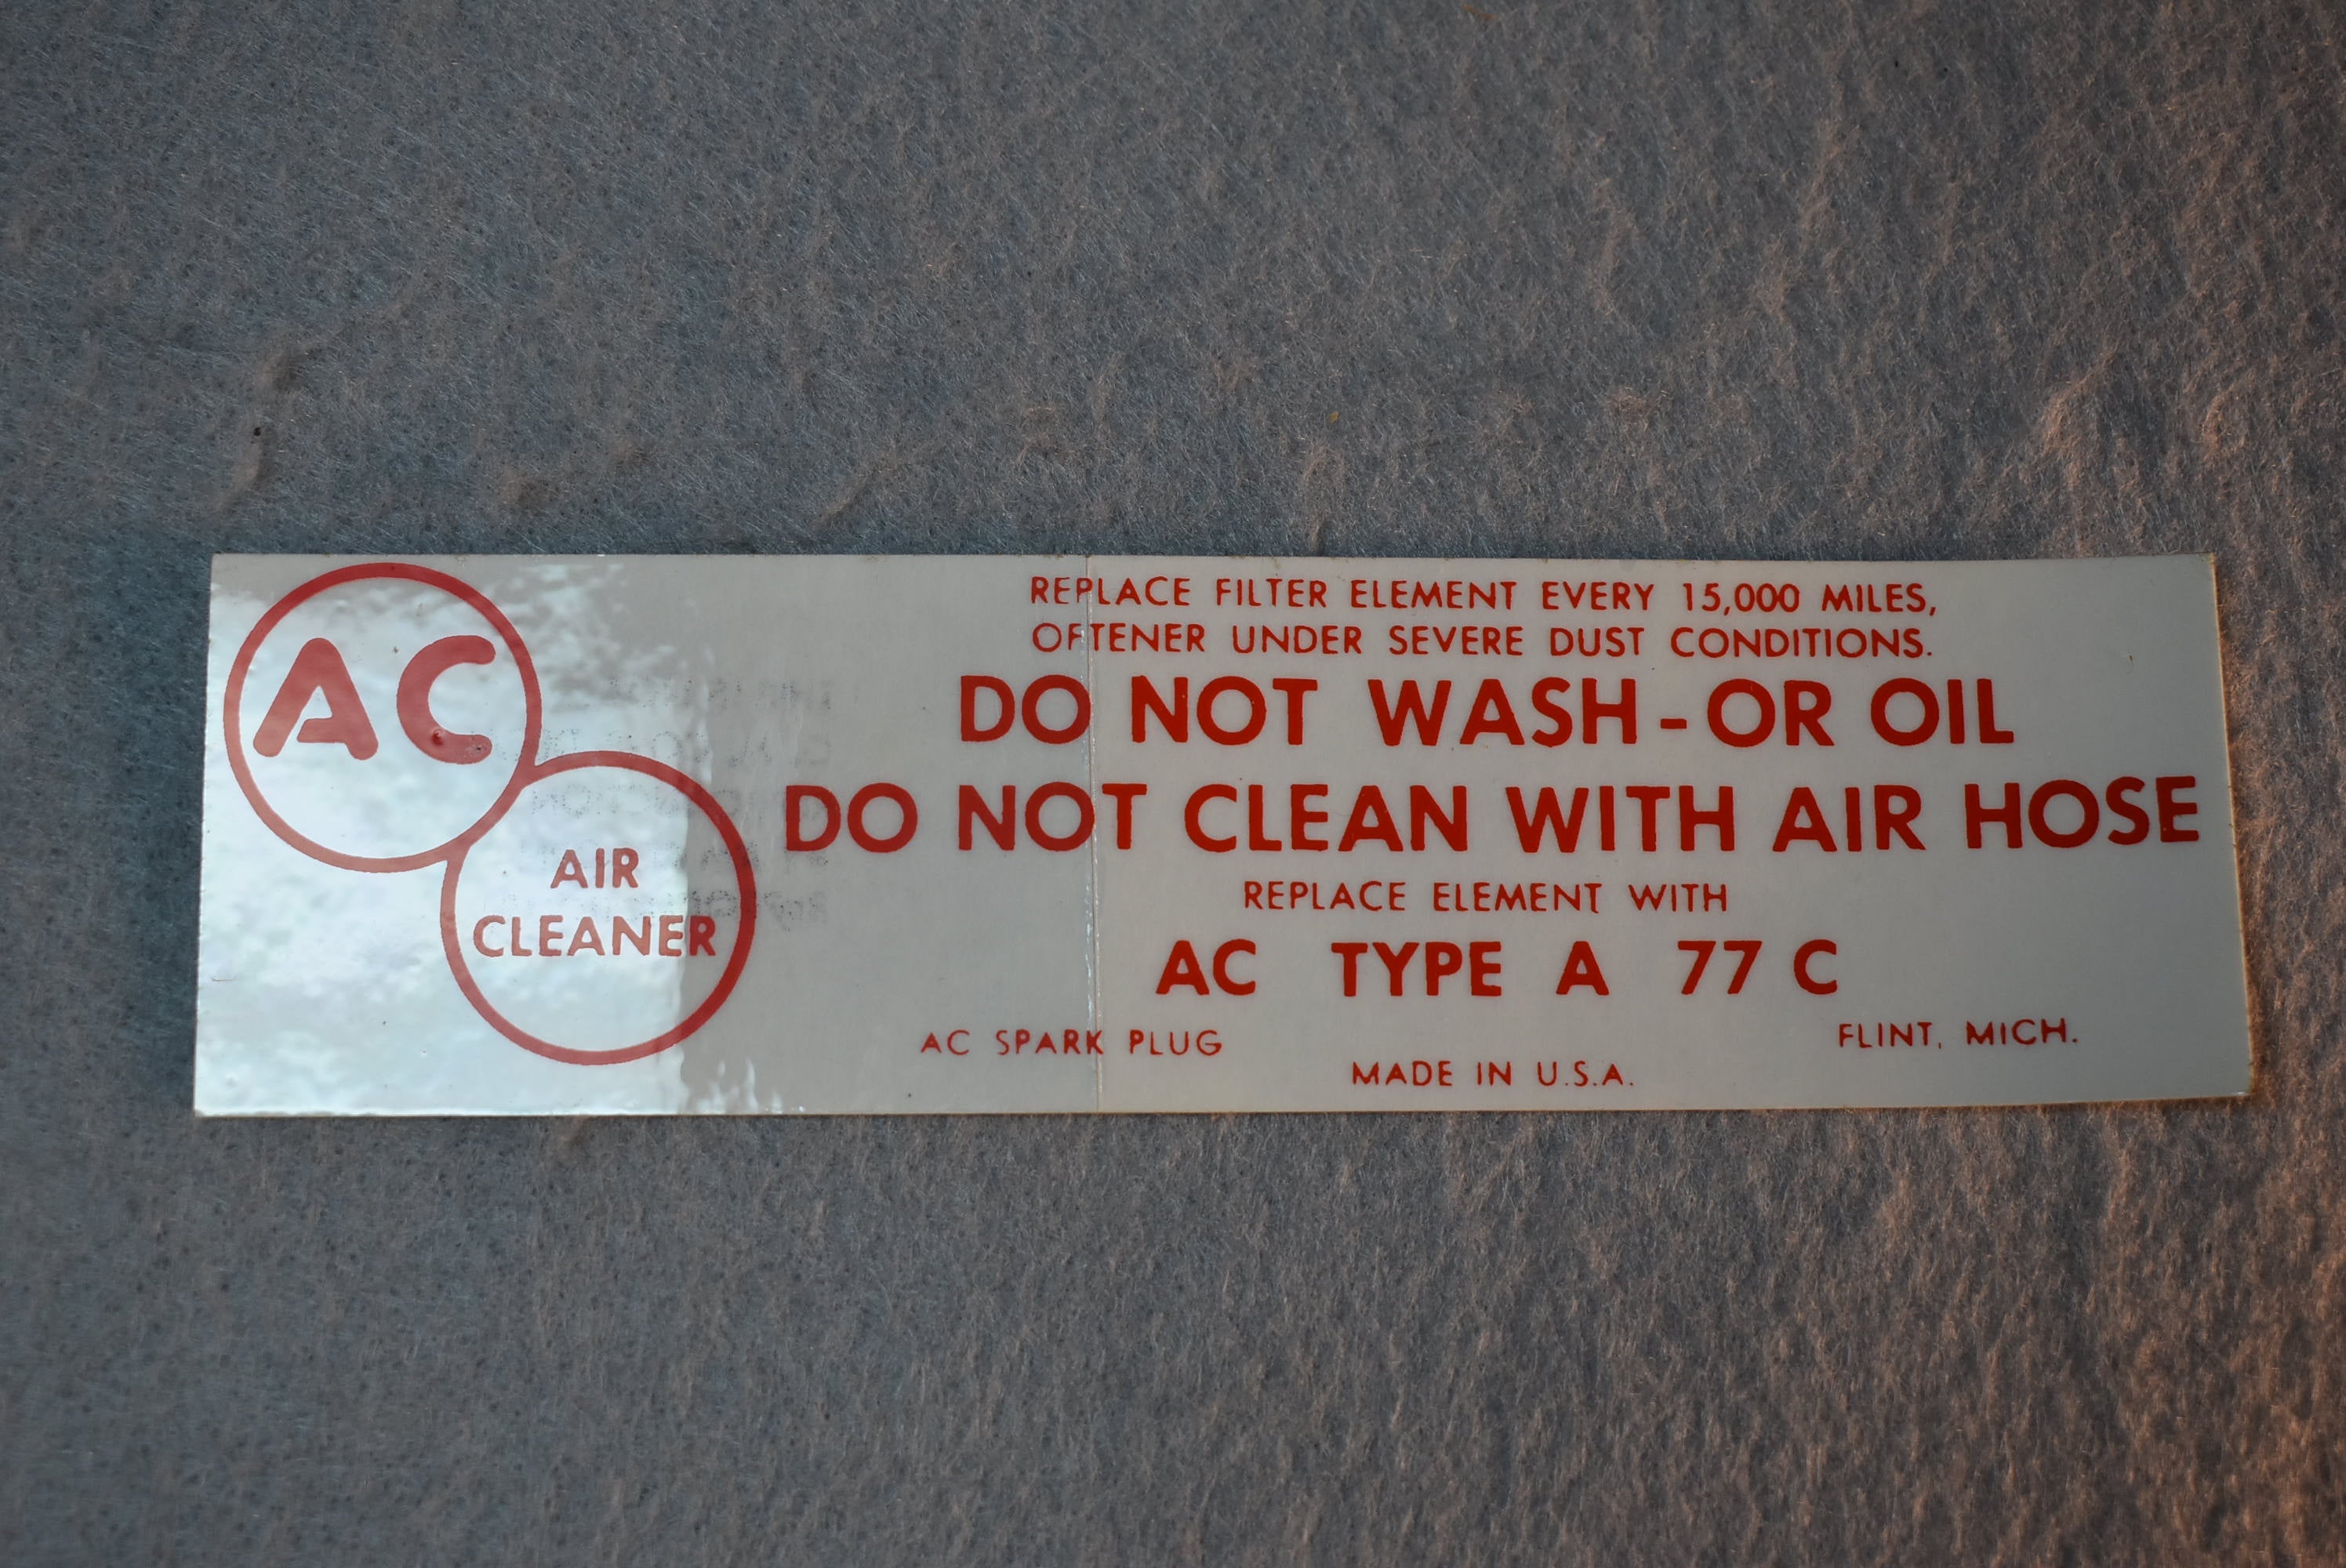 AC
AIR
CLEANER
REPLACE FILTER ELEMENT EVERY 15,000 MILES,
OFTENER UNDER SEVERE DUST CONDITIONS.
DO NOT WASH-OR OIL
DO NOT CLEAN WITH AIR HOSE
REPLACE ELEMENT WITH
AC TYPE A 77 C
AC SPARK PLUG
FLINT, MICH.
MADE IN U.S.A.